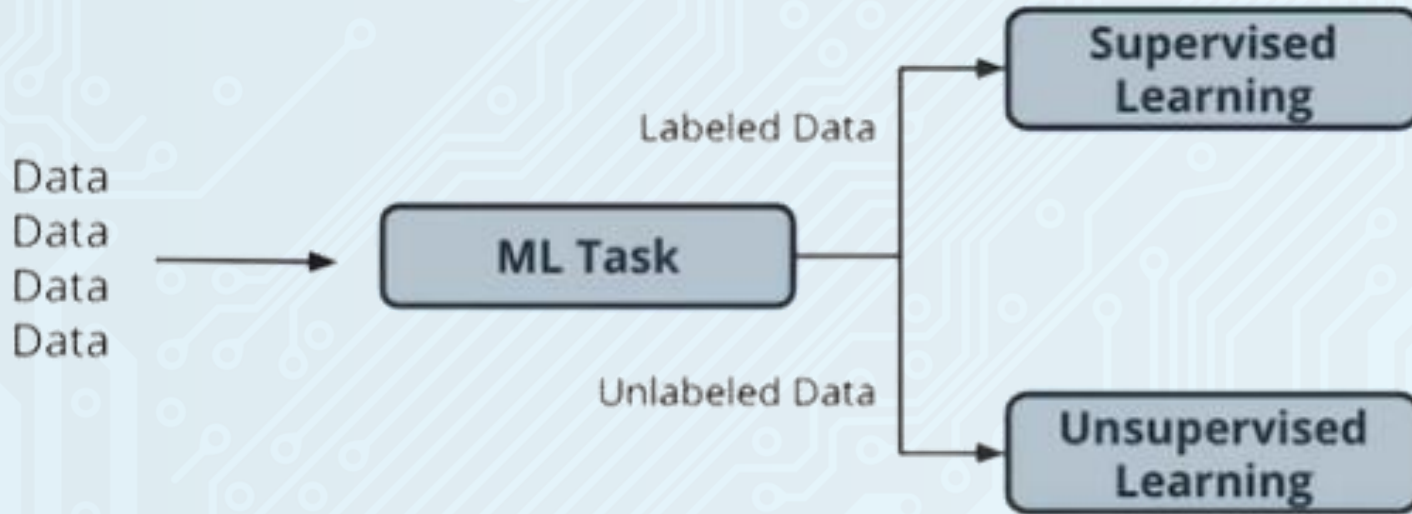 Data
Data
Data
Data
ML Task
Labeled Data
Unlabeled Data
Supervised
Learning
Unsupervised
Learning